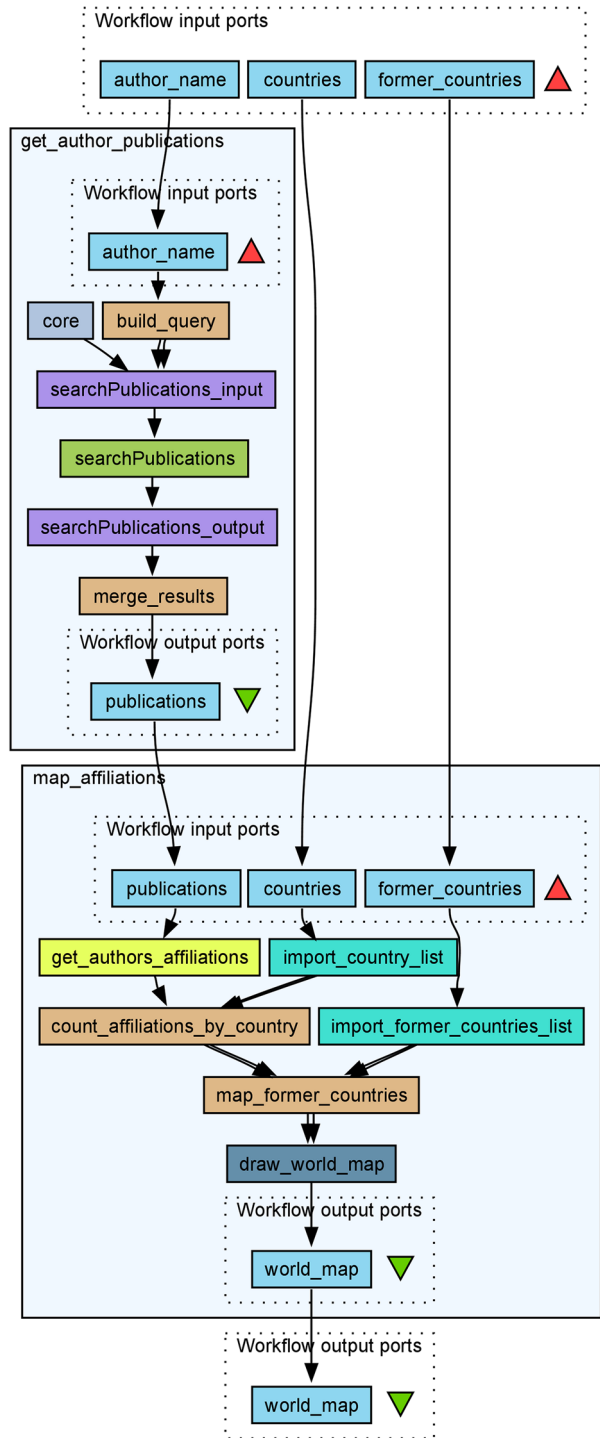 Workflow input ports
author_name
countries
former_countries
get_author_publications
Workflow input ports
author_name
core
build_query
searchPublications_input
searchPublications
searchPublications_output
merge_results
Workflow output ports
publications
map_affiliations
Workflow input ports
publications
countries
former_countries
get_authors_affiliations
import_country_list
count_affiliations_by_country
import_former_countries_list
map_former_countries
draw_world_map
Workflow output ports
world_map
Workflow output ports
world_map